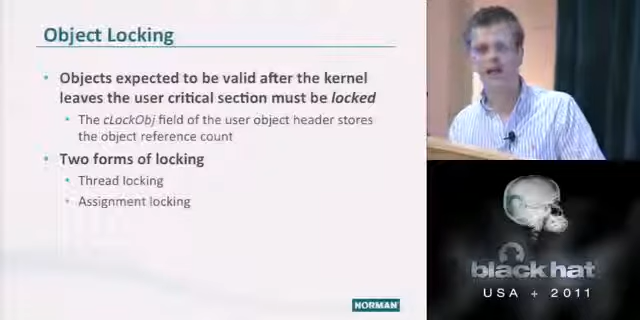 Object Locking
• Objects expected to be valid after the kernel
leaves the user critical section must be locked
• The cLockObj field of the user object header stores
the object reference count
• Two forms of locking
• Thread locking
• Assignment locking
NORMAN
black hat
USA + 2011